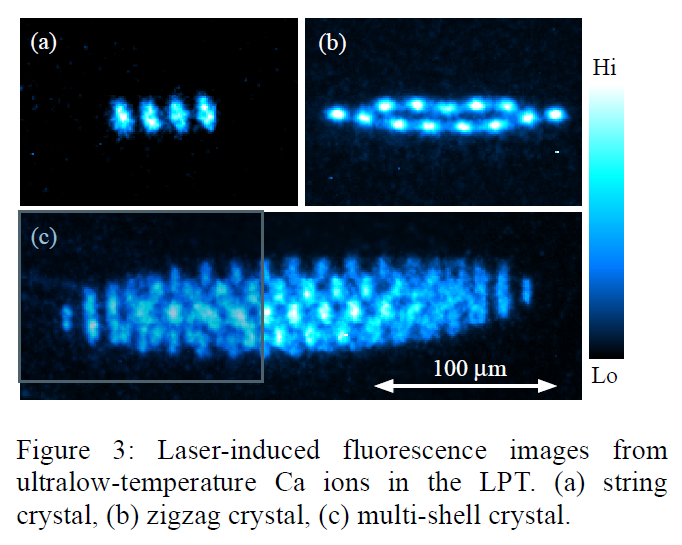 (a)
(b)
Hi
(c)
100 μm
Lo
Figure 3: Laser-induced fluorescence images from
ultralow-temperature Ca ions in the LPT. (a) string
crystal, (b) zigzag crystal, (c) multi-shell crystal.